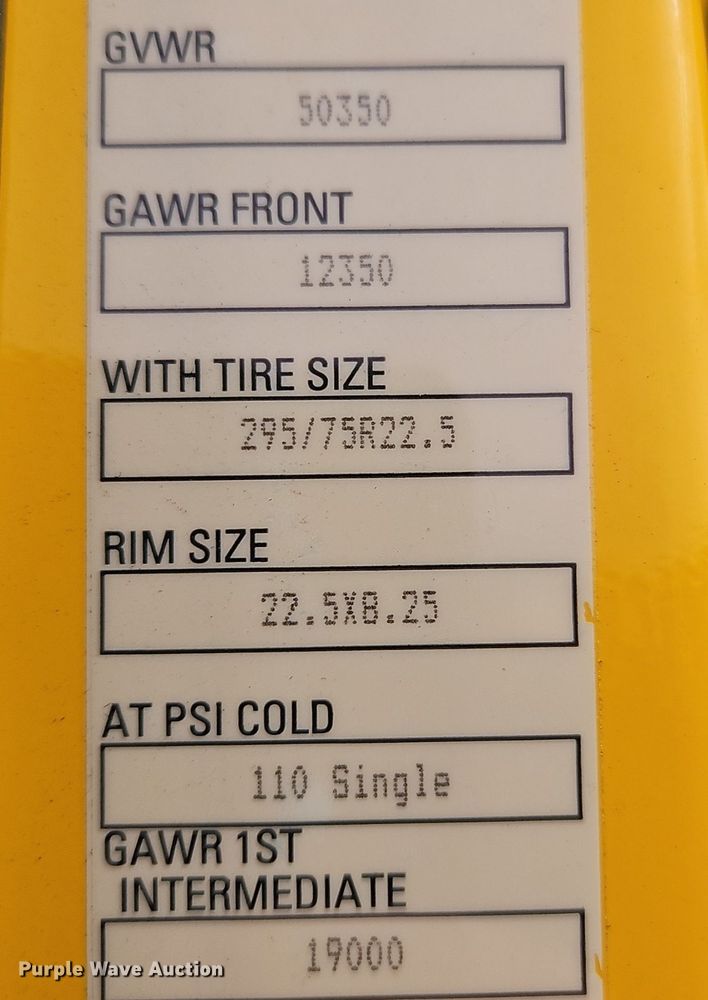 GVWR
50350
GAWR FRONT
12350
WITH TIRE SIZE
295/75R22.5
RIM SIZE
22.5X8.25
AT PSI COLD
110 Single
GAWR 1ST
INTERMEDIATE
19000
Purple Wave Auction